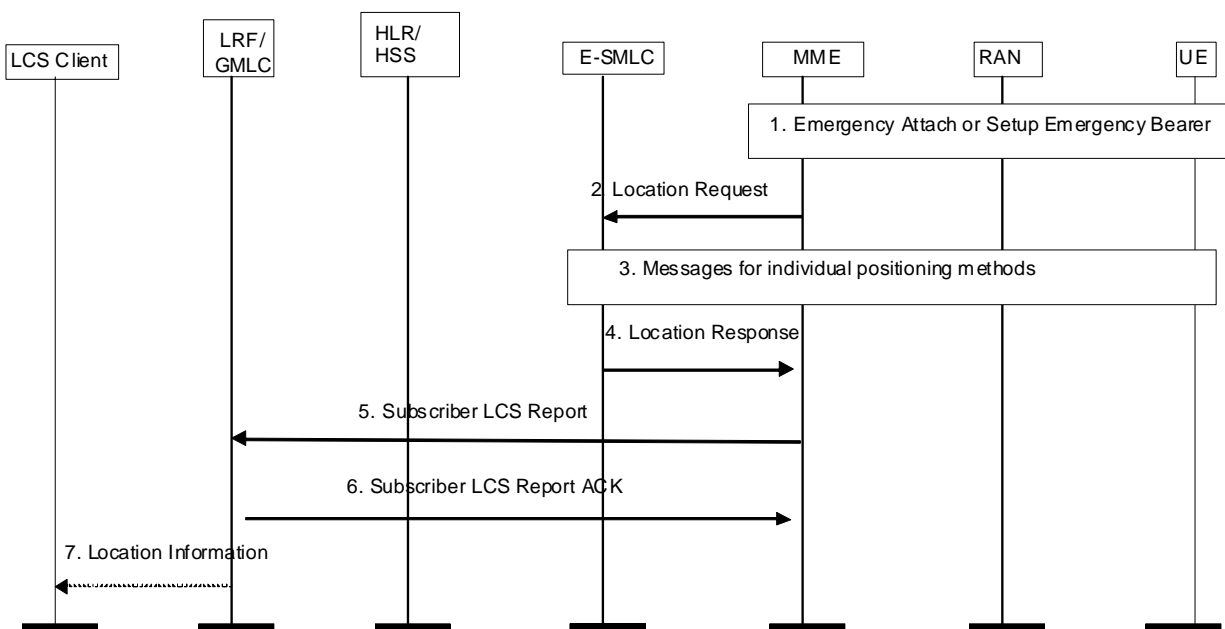 LCS Client
LRF/
GMLC
HLR/
HSS
E-SMLC
MME
RAN
UE
1. Emergency Attach or Setup Emergency Bearer
2. Location Request
3. Messages for individual positioning methods
4. Location Response
5. Subscriber LCS Report
6. Subscriber LCS Report ACK
7. Location Information